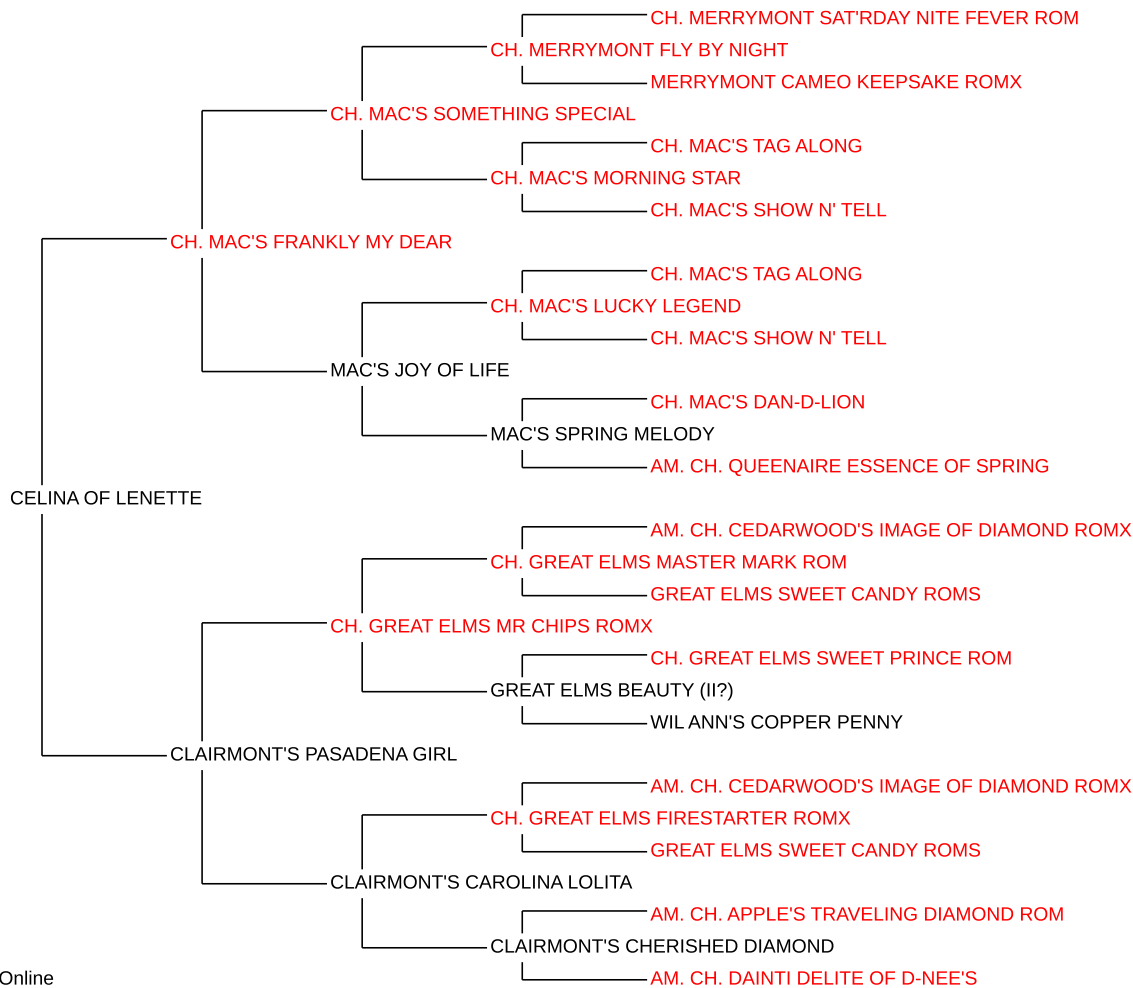 CH. MERRYMONT SAT'RDAY NITE FEVER ROM
CH. MERRYMONT FLY BY NIGHT
MERRYMONT CAMEO KEEPSAKE ROMX
CH. MAC'S SOMETHING SPECIAL
CH. MAC'S TAG ALONG
CH. MAC'S MORNING STAR
CH. MAC'S SHOW N' TELL
CH. MAC'S FRANKLY MY DEAR
CH. MAC'S TAG ALONG
CH. MAC'S LUCKY LEGEND
CH. MAC'S SHOW N' TELL
MAC'S JOY OF LIFE
CH. MAC'S DAN-D-LION
MAC'S SPRING MELODY
AM. CH. QUEENAIRE ESSENCE OF SPRING
CELINA OF LENETTE
AM. CH. CEDARWOOD'S IMAGE OF DIAMOND ROMX
CH. GREAT ELMS MASTER MARK ROM
GREAT ELMS SWEET CANDY ROMS
CH. GREAT ELMS MR CHIPS ROMX
CH. GREAT ELMS SWEET PRINCE ROM
GREAT ELMS BEAUTY (II?)
WIL ANN'S COPPER PENNY
CLAIRMONT'S PASADENA GIRL
AM. CH. CEDARWOOD'S IMAGE OF DIAMOND ROMX
CH. GREAT ELMS FIRESTARTER ROMX
GREAT ELMS SWEET CANDY ROMS
CLAIRMONT'S CAROLINA LOLITA
AM. CH. APPLE'S TRAVELING DIAMOND ROM
CLAIRMONT'S CHERISHED DIAMOND
AM. CH. DAINTI DELITE OF D-NEE'S
Online